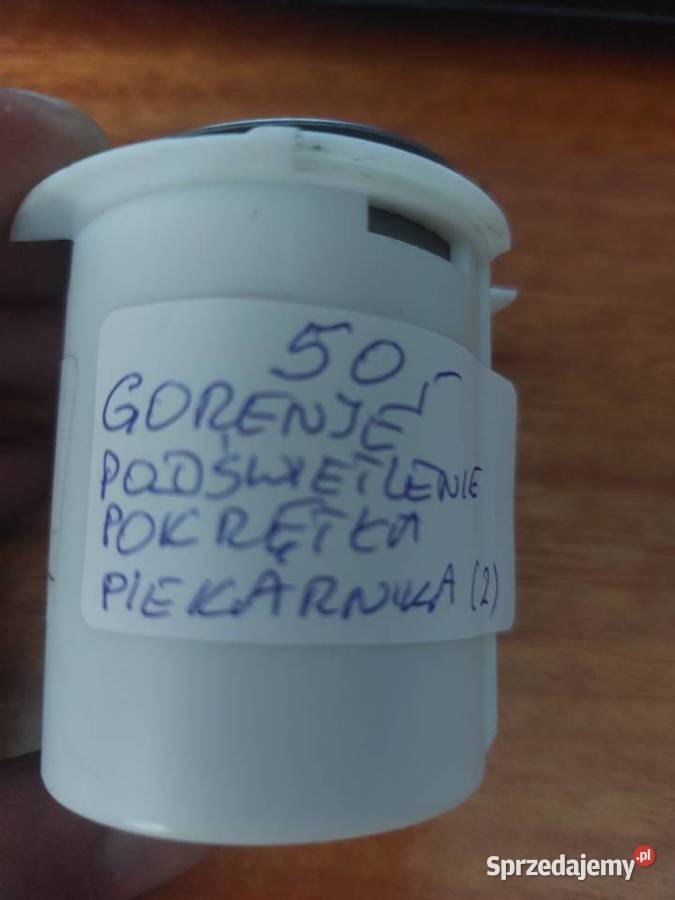 50,-
GORENJE
PODŚWIETLENIE
POKRĘTŁA
PIEKARNIKA (2)
Sprzedajemy.pl